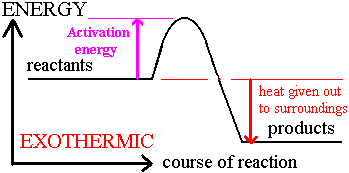 ENERGY
Activation
energy
reactants
heat given out
to surroundings
products
EXOTHERMIC
course of reaction